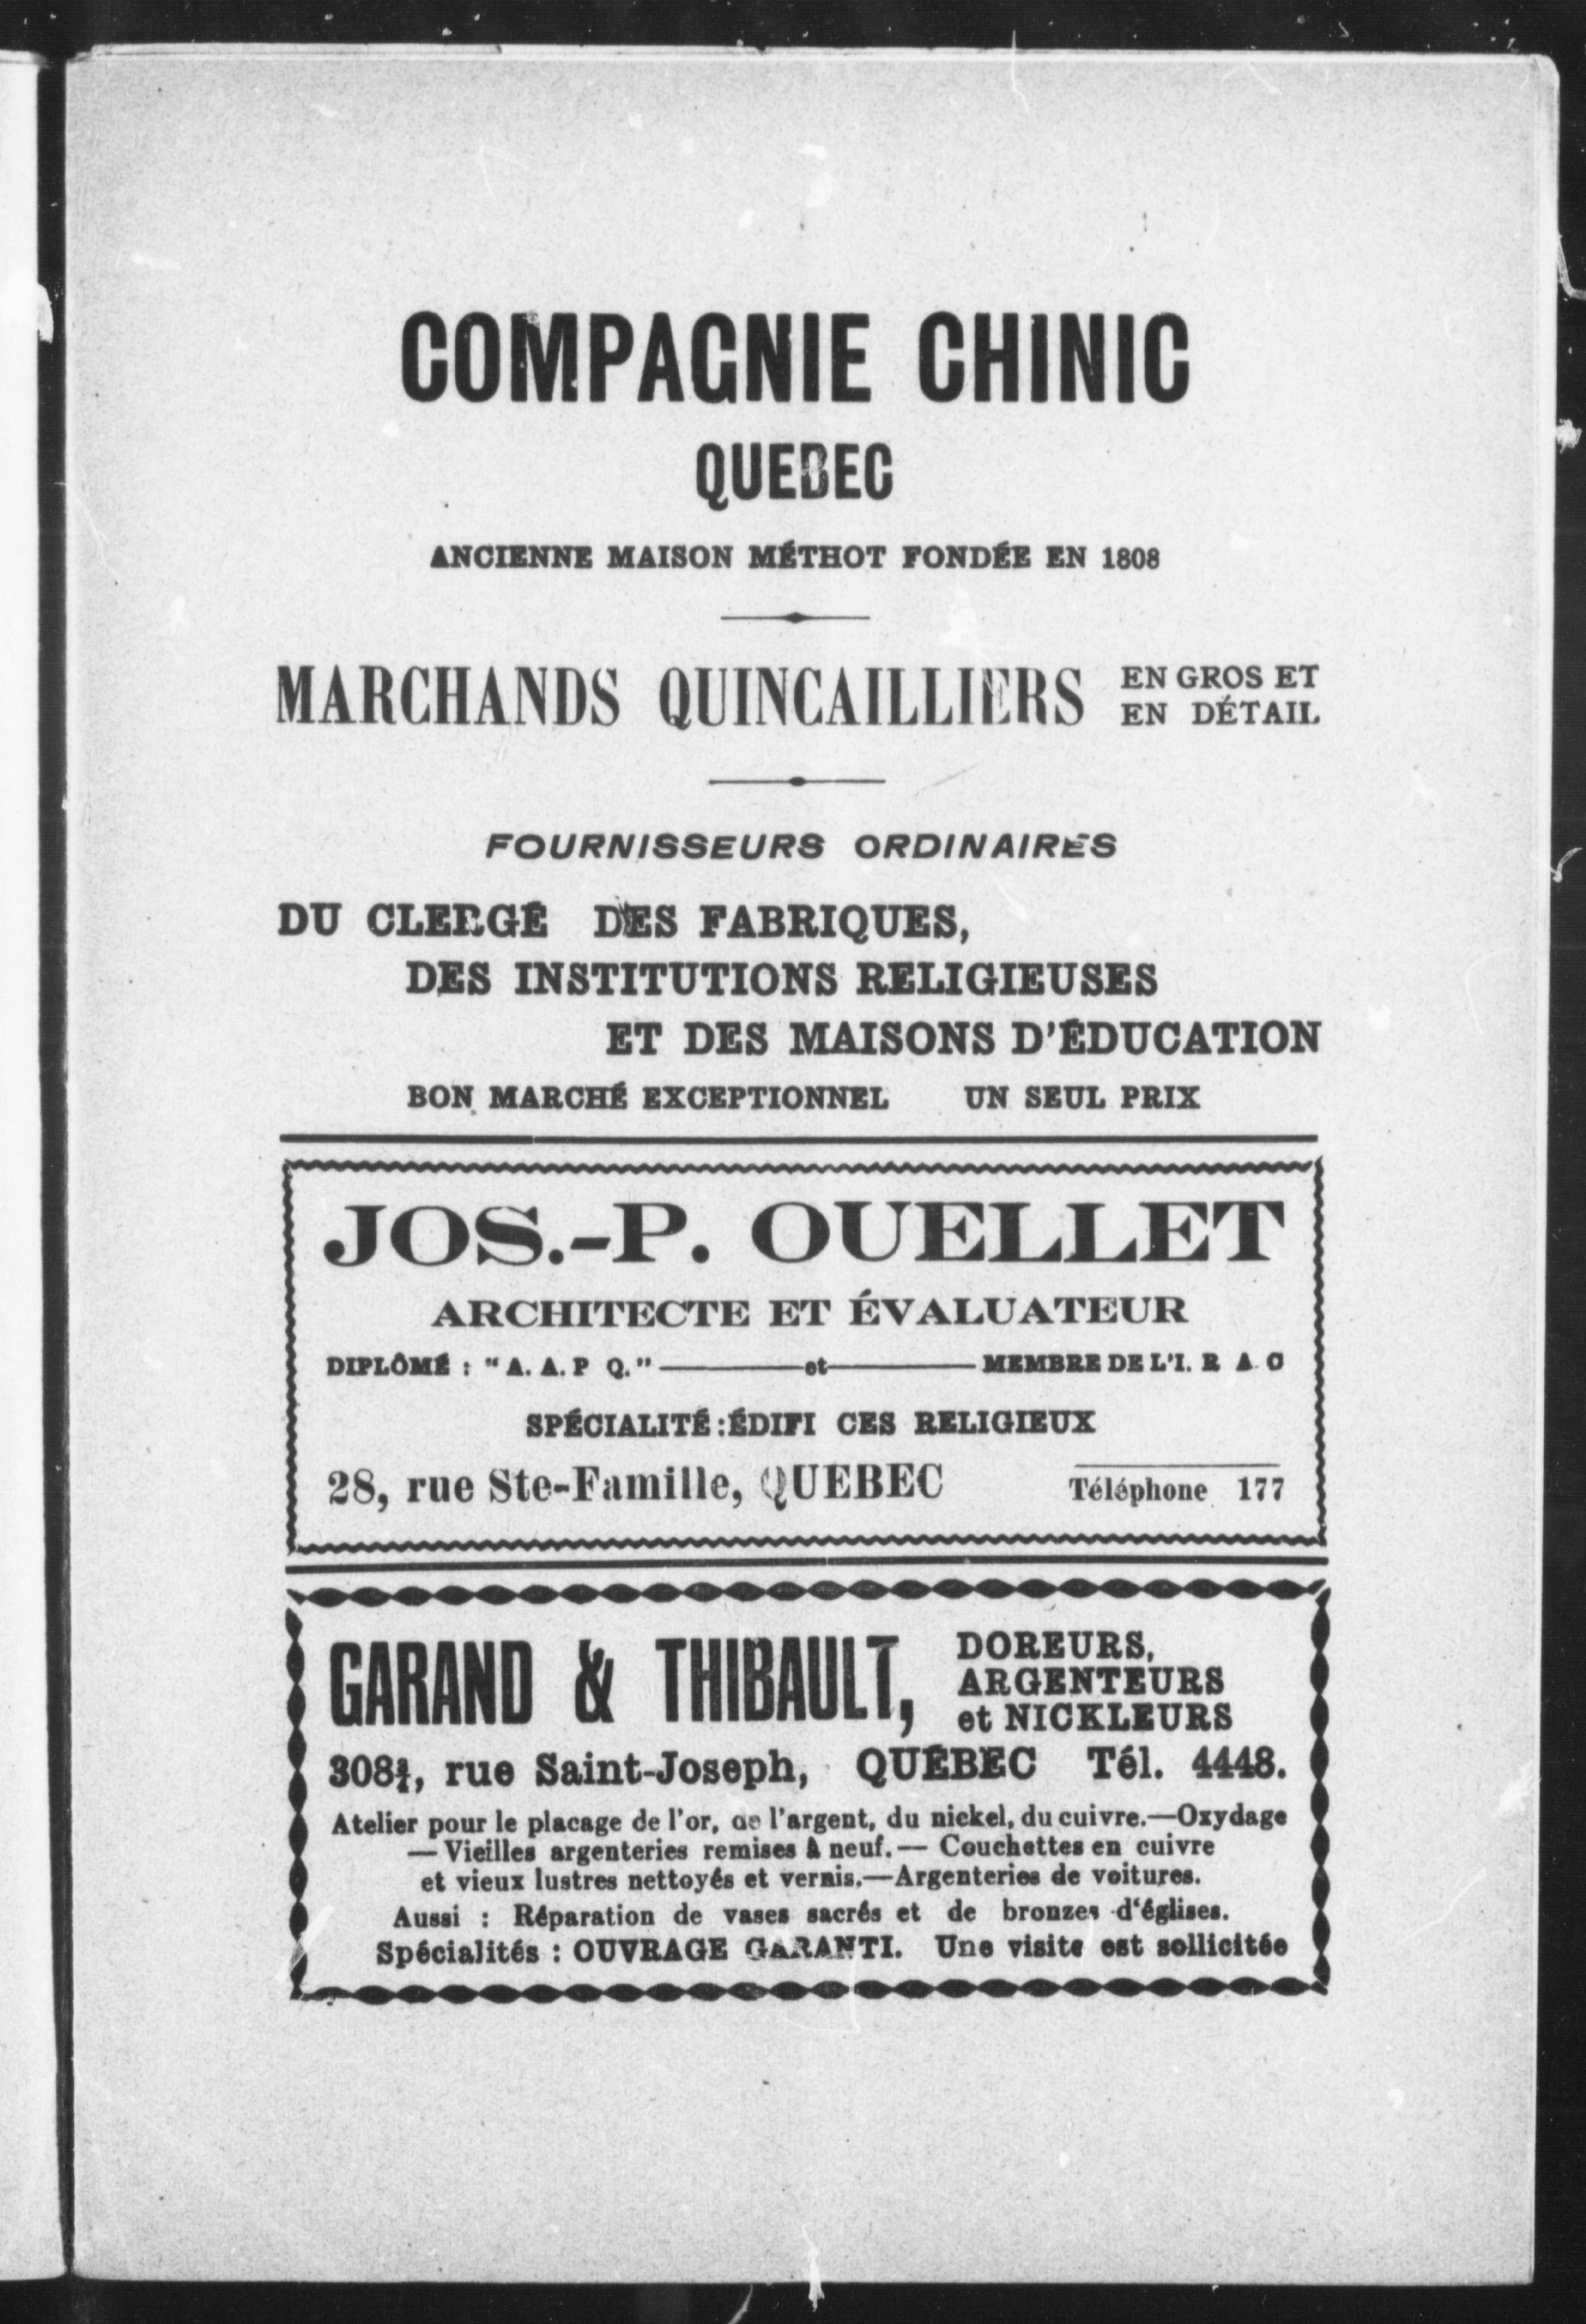 COMPAGNIE CHINIC
QUEBEC
ANCIENNE MAISON MÉTHOT FONDÉE EN 1808
MARCHANDS QUINCAILLIERS EN GROS ET
EN DÉTAIL
FOURNISSEURS ORDINAIRES
DU CLERGÉ DES FABRIQUES,
DES INSTITUTIONS RELIGIEUSES
ET DES MAISONS D'ÉDUCATION
BON MARCHÉ EXCEPTIONNEL UN SEUL PRIX
JOS.-P. OUELLET
ARCHITECTE ET ÉVALUATEUR
DIPLÔMÉ : "A. A. P Q."—et—MEMBRE DE L'I. R A. C
SPÉCIALITÉ:ÉDIFI CES RELIGIEUX
28, rue Ste-Famille, QUEBEC Téléphone 177
GARAND & THIBAULT, DOREURS,
ARGENTEURS
et NICKLEURS
rue Saint-Joseph, QUÉBEC Tél. 4448.
Atelier pour le placage de l'or, de l'argent, du nickel, du cuivre.—Oxydage
— Vieilles argenteries remises à neuf.— Couchettes en cuivre
et vieux lustres nettoyés et vernis.—Argenteries de voitures.
Aussi : Réparation de vases sacrés et de bronzes d'églises.
Spécialités : OUVRAGE GARANTI. Une visite est sollicitée